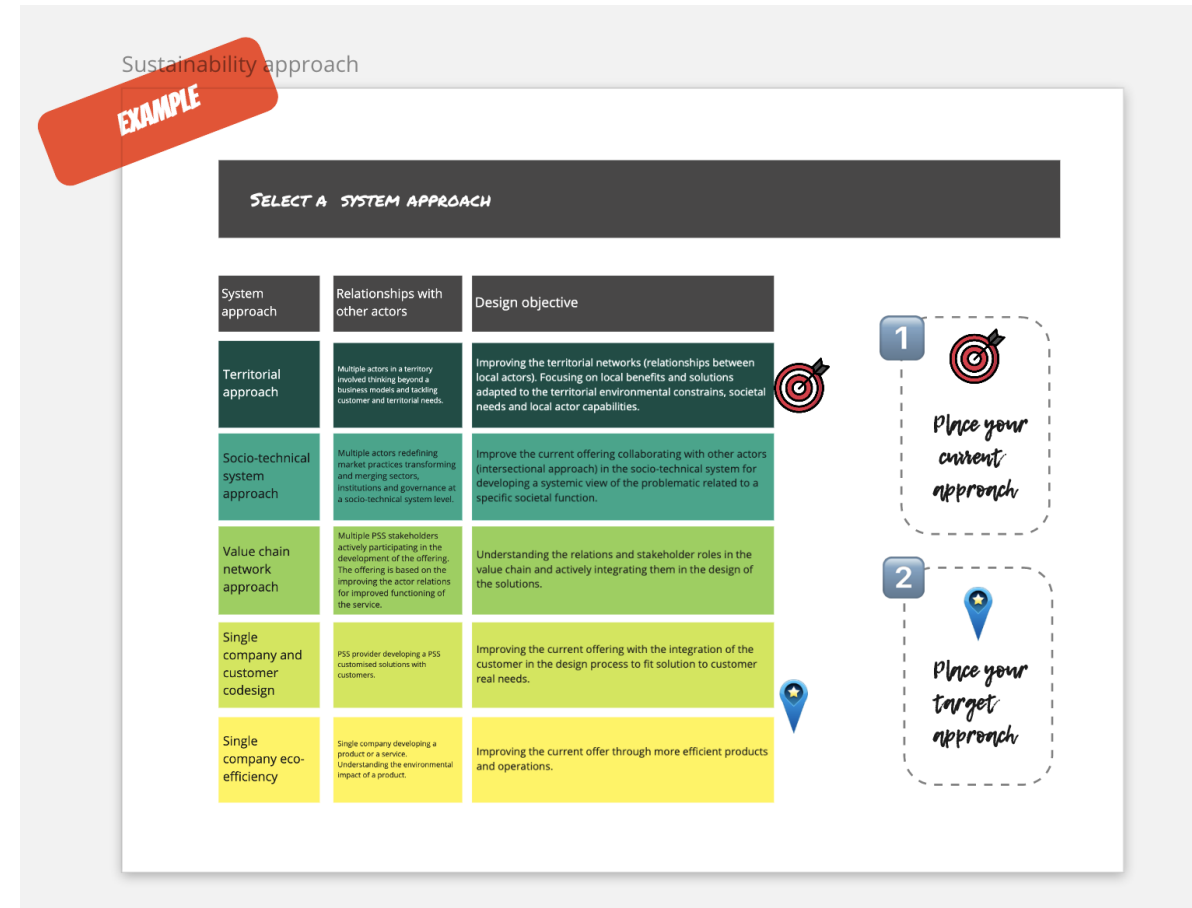 Sustainability approach
EXAMPLE
SELECT A SYSTEM APPROACH
System
approach
Relationships with
other actors
Design objective
Territorial
approach
Multiple actors in a territory
involved thinking beyond a
business models and tackling
customer and territorial needs.
Improving the territorial networks (relationships between
local actors). Focusing on local benefits and solutions
adapted to the territorial environmental constrains, societal
needs and local actor capabilities.
Socio-technical
system
approach
Multiple actors redefining
market practices transforming
and merging sectors,
institutions and governance at
a socio-technical system level.
Improve the current offering collaborating with other actors
(intersectional approach) in the socio-technical system for
developing a systemic view of the problematic related to a
specific societal function.
Value chain
network
approach
Multiple PSS stakeholders
actively participating in the
development of the offering.
The offering is based on the
improving the actor relations
for improved functioning of
the service.
Understanding the relations and stakeholder roles in the
value chain and actively integrating them in the design of
the solutions.
Single
company and
customer
codesign
PSS provider developing a PSS
customised solutions with
customers.
Improving the current offering with the integration of the
customer in the design process to fit solution to customer
real needs.
Single
company eco-
efficiency
Single company developing a
product or a service.
Understanding the environmental
impact of a product.
Improving the current offer through more efficient products
and operations.
1
Place your
current
approach
2
Place your
target
approach